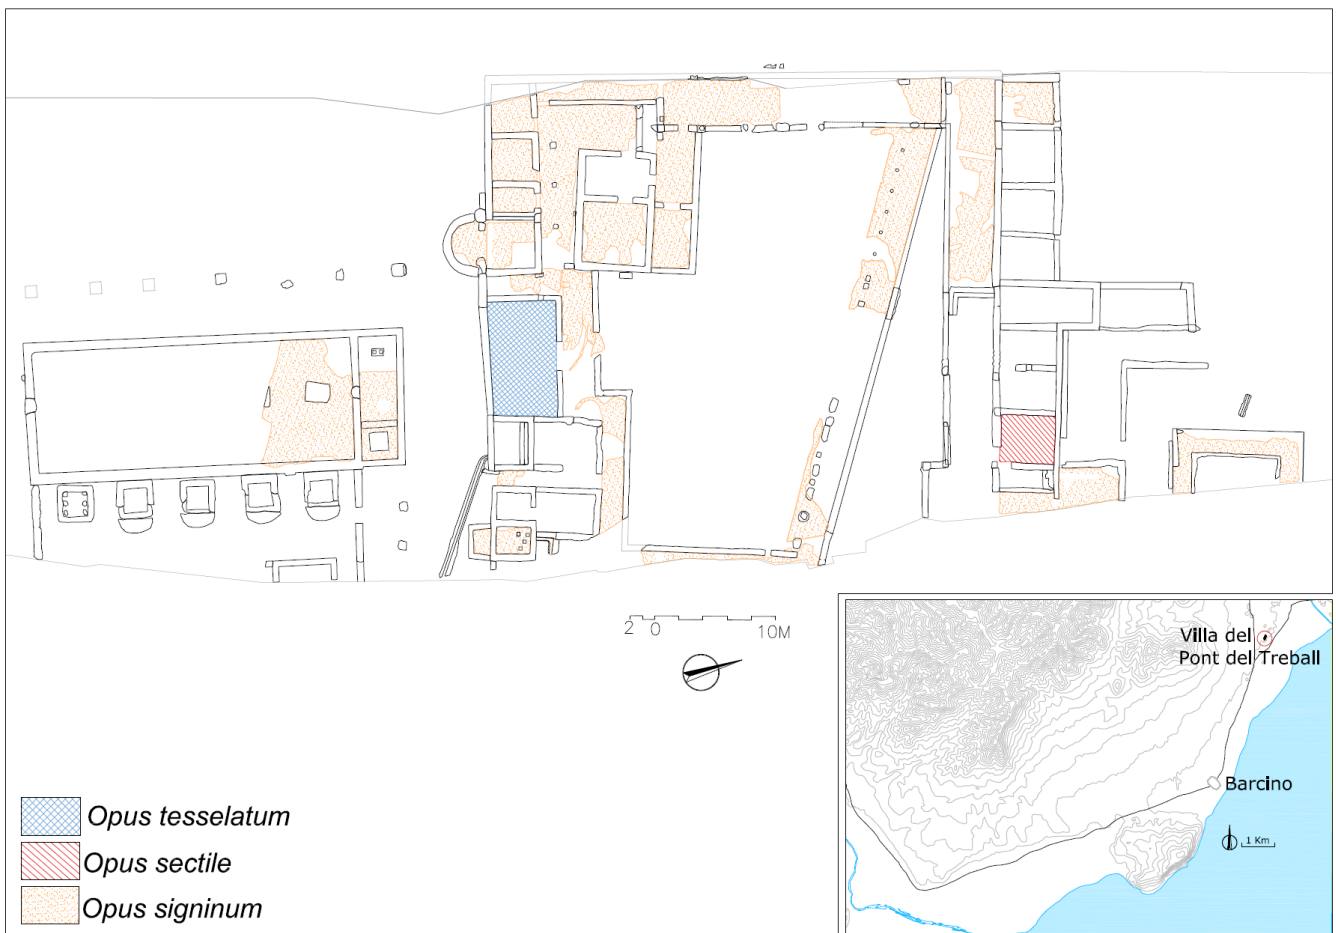 2 0 10M
Villa del
Pont del Treball
Barcino
1 Km
Opus tesselatum
Opus sectile
Opus signinum